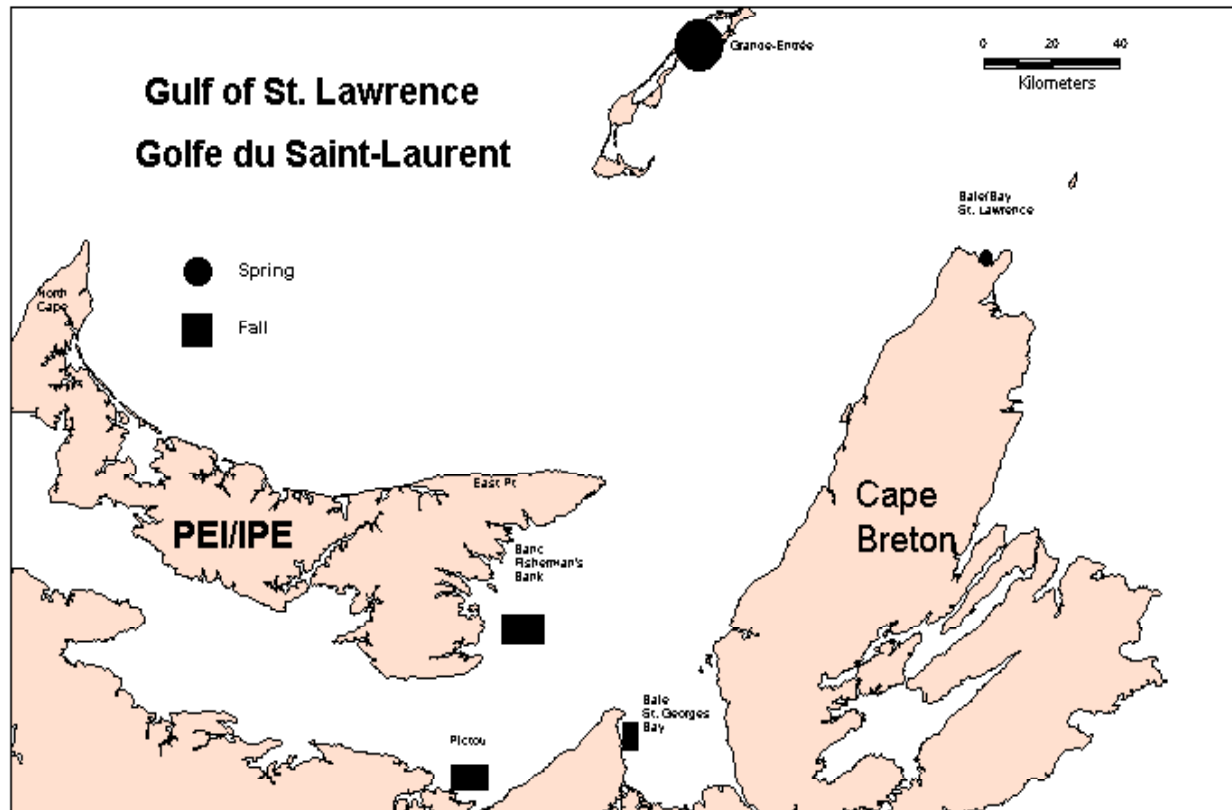 Grande-Entrée
0 20 40
Kilometers
Gulf of St. Lawrence
Golfe du Saint-Laurent
Baie/Bay
St. Lawrence
Spring
Fall
North
Cape
East Pt
PEI/IPE
Cape
Breton
Banc
Fisherman's
Bank
Baie
St. Georges
Bay
Pictou